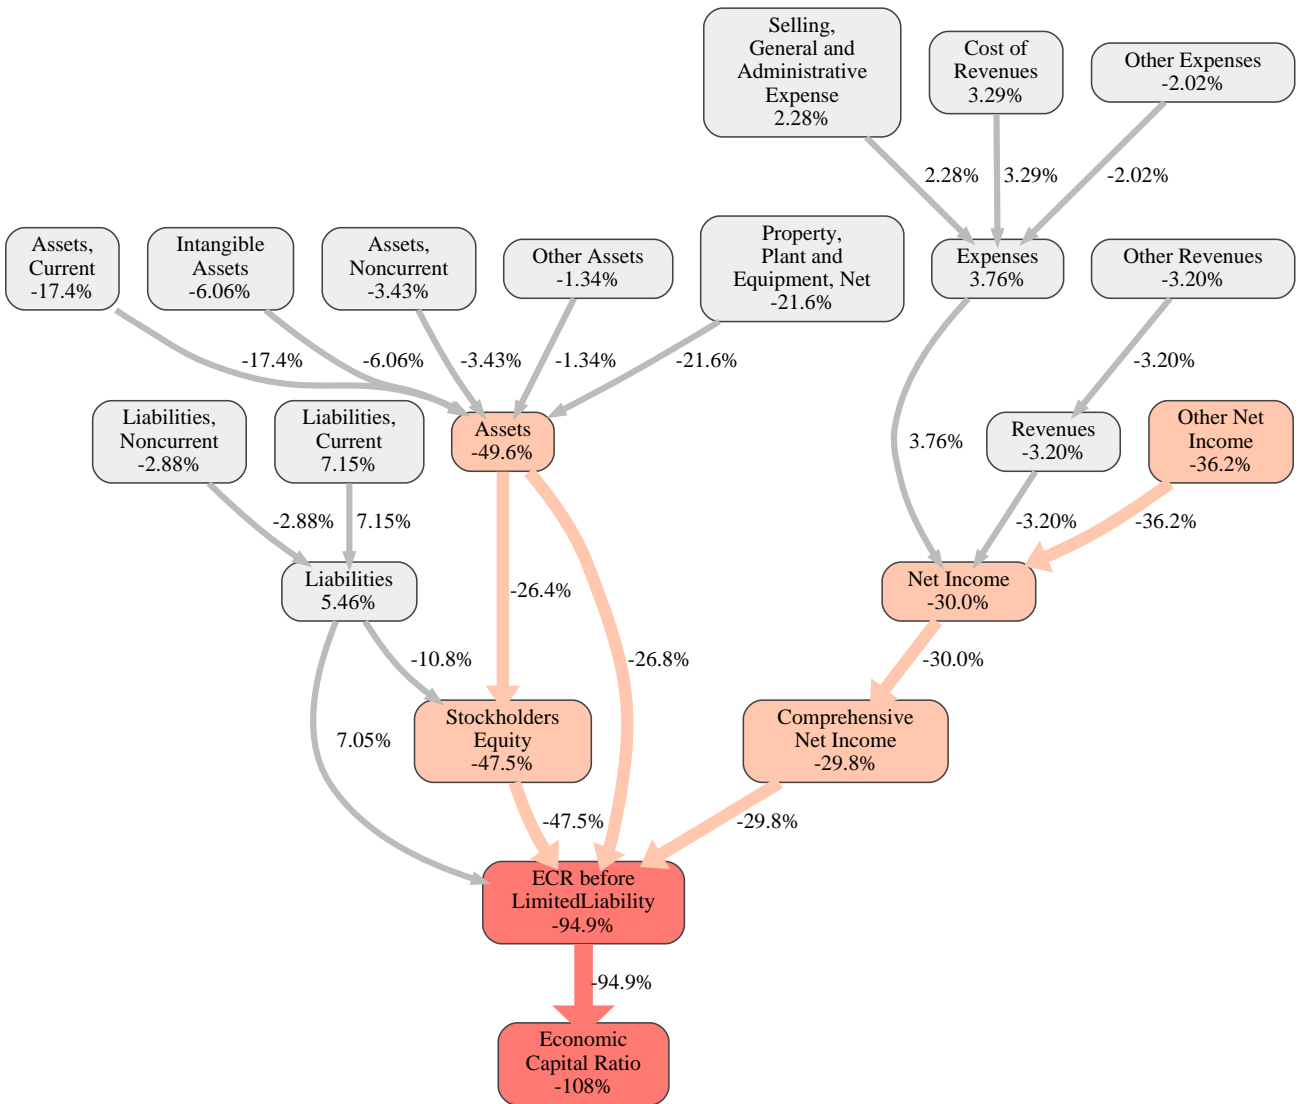 Selling,
General and
Administrative
Expense
2.28%
Cost of
Revenues
3.29%
Other Expenses
-2.02%
2.28%
3.29%
-2.02%
Assets,
Current
-17.4%
Intangible
Assets
-6.06%
Assets,
Noncurrent
-3.43%
Other Assets
-1.34%
Property,
Plant and
Equipment, Net
-21.6%
Expenses
3.76%
Other Revenues
-3.20%
-17.4%
-6.06%
-3.43%
-1.34%
-21.6%
-3.20%
Liabilities,
Noncurrent
-2.88%
Liabilities,
Current
7.15%
Assets
-49.6%
3.76%
Revenues
-3.20%
Other Net
Income
-36.2%
-2.88%
7.15%
-3.20%
-36.2%
Liabilities
5.46%
-26.4%
Net Income
-30.0%
-10.8%
-26.8%
-30.0%
7.05%
Stockholders
Equity
-47.5%
Comprehensive
Net Income
-29.8%
-47.5%
-29.8%
ECR before
LimitedLiability
-94.9%
-94.9%
Economic
Capital Ratio
-108%